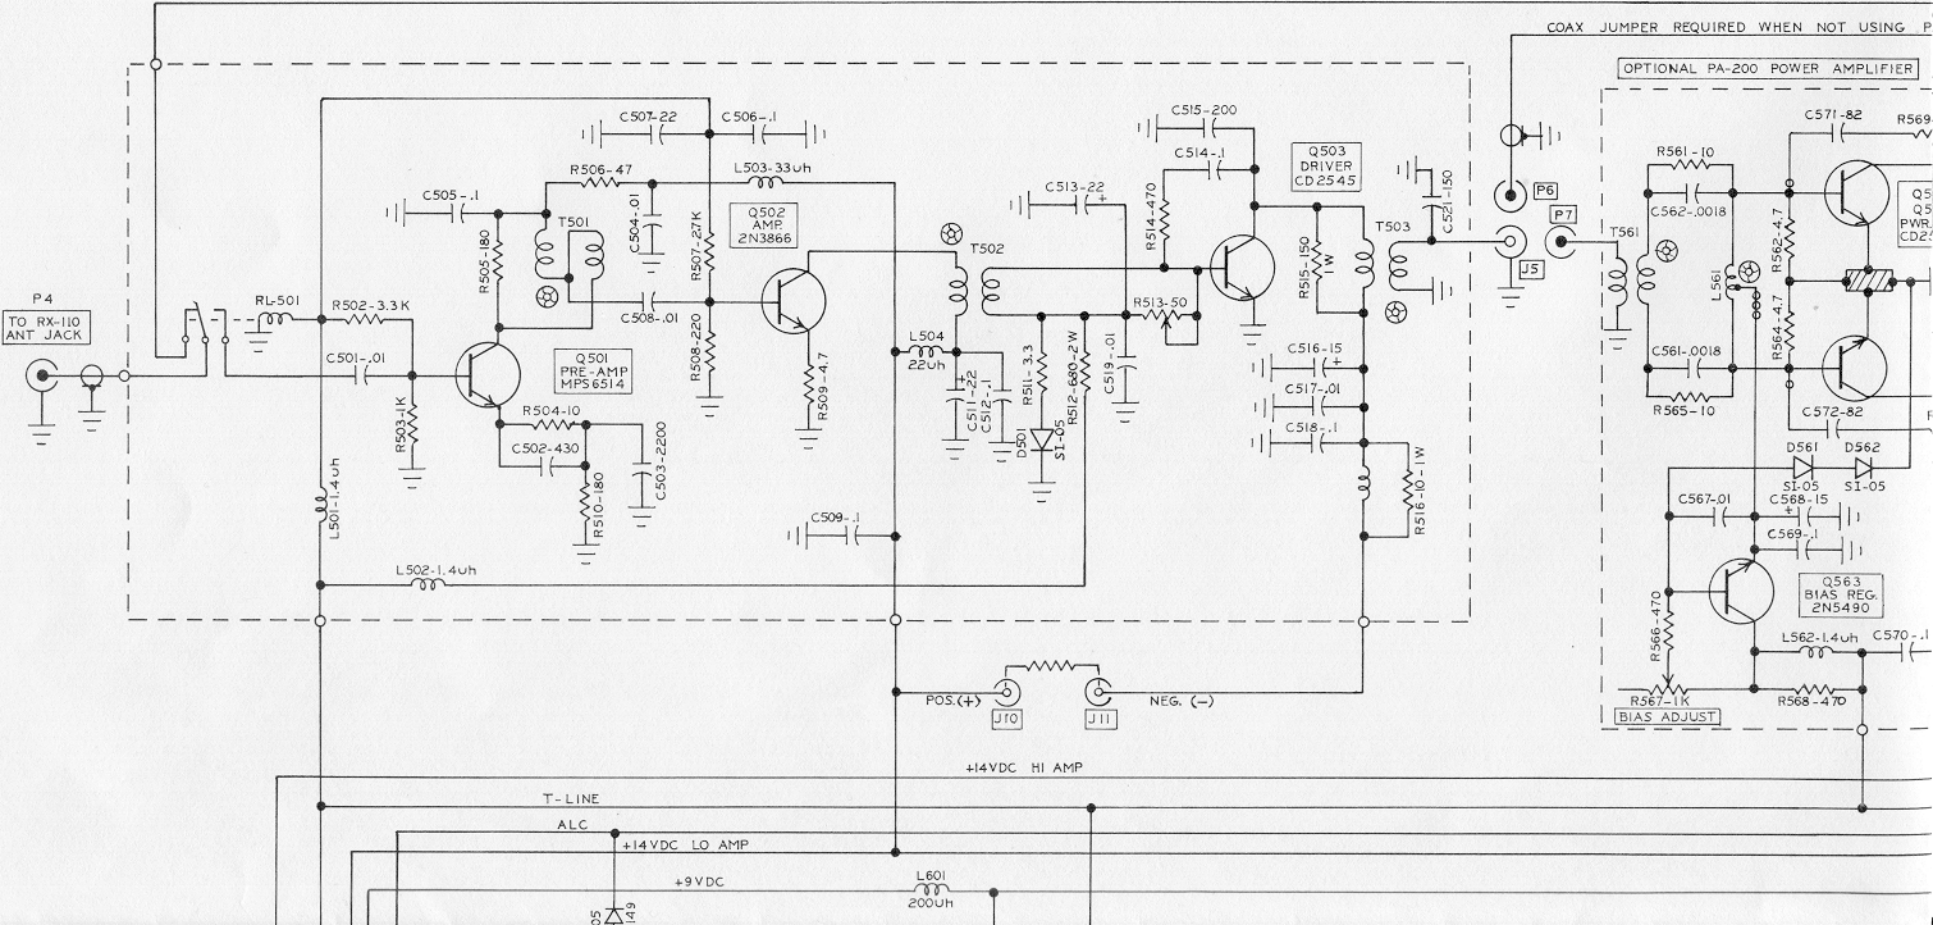 COAX JUMPER REQUIRED WHEN NOT USING P
OPTIONAL PA-200 POWER AMPLIFIER
C515-200
C571-82
R569-
C507-22
C506-.1
C514-.1
Q503
DRIVER
CD2545
R561-10
R506-47
L503-33uh
C505-.1
C513-22
+
R514-470
C521-150
P6
P7
C562-.0018
T501
C504-.01
Q502
AMP.
2N3866
R507-2.7K
T502
T503
T561
R562-4.7
PWR.
R505-180
R515-150
1W
J5
L561
P4
TO RX-110
ANT JACK
RL-501
R502-3.3K
C508-.01
R513-50
R508-220
L504
22uh
C519-.01
R564-4.7
C501-.01
Q501
PRE-AMP
MPS6514
C516-15
+
C561-.0018
R509-4.7
+
C511-22
C512-.1
R511-3.3
R512-680-2W
C517-.01
R503-1K
R504-10
C518-.1
R565-10
C572-82
C502-430
C503-2200
D501
SI-05
D561
SI-05
D562
SI-05
L501-1.4uh
R510-180
R516-10-1W
C567-.01
C568-15
+
C509-.1
C569-.1
L502-1.4uh
Q563
BIAS REG.
2N5490
R566-470
L562-1.4uh
C570-.1
POS.(+)
J10
J11
NEG. (-)
R567-1K
BIAS ADJUST
R568-470
+14VDC HI AMP
T-LINE
ALC
+14VDC LO AMP
+9VDC
L601
200uh
05
149